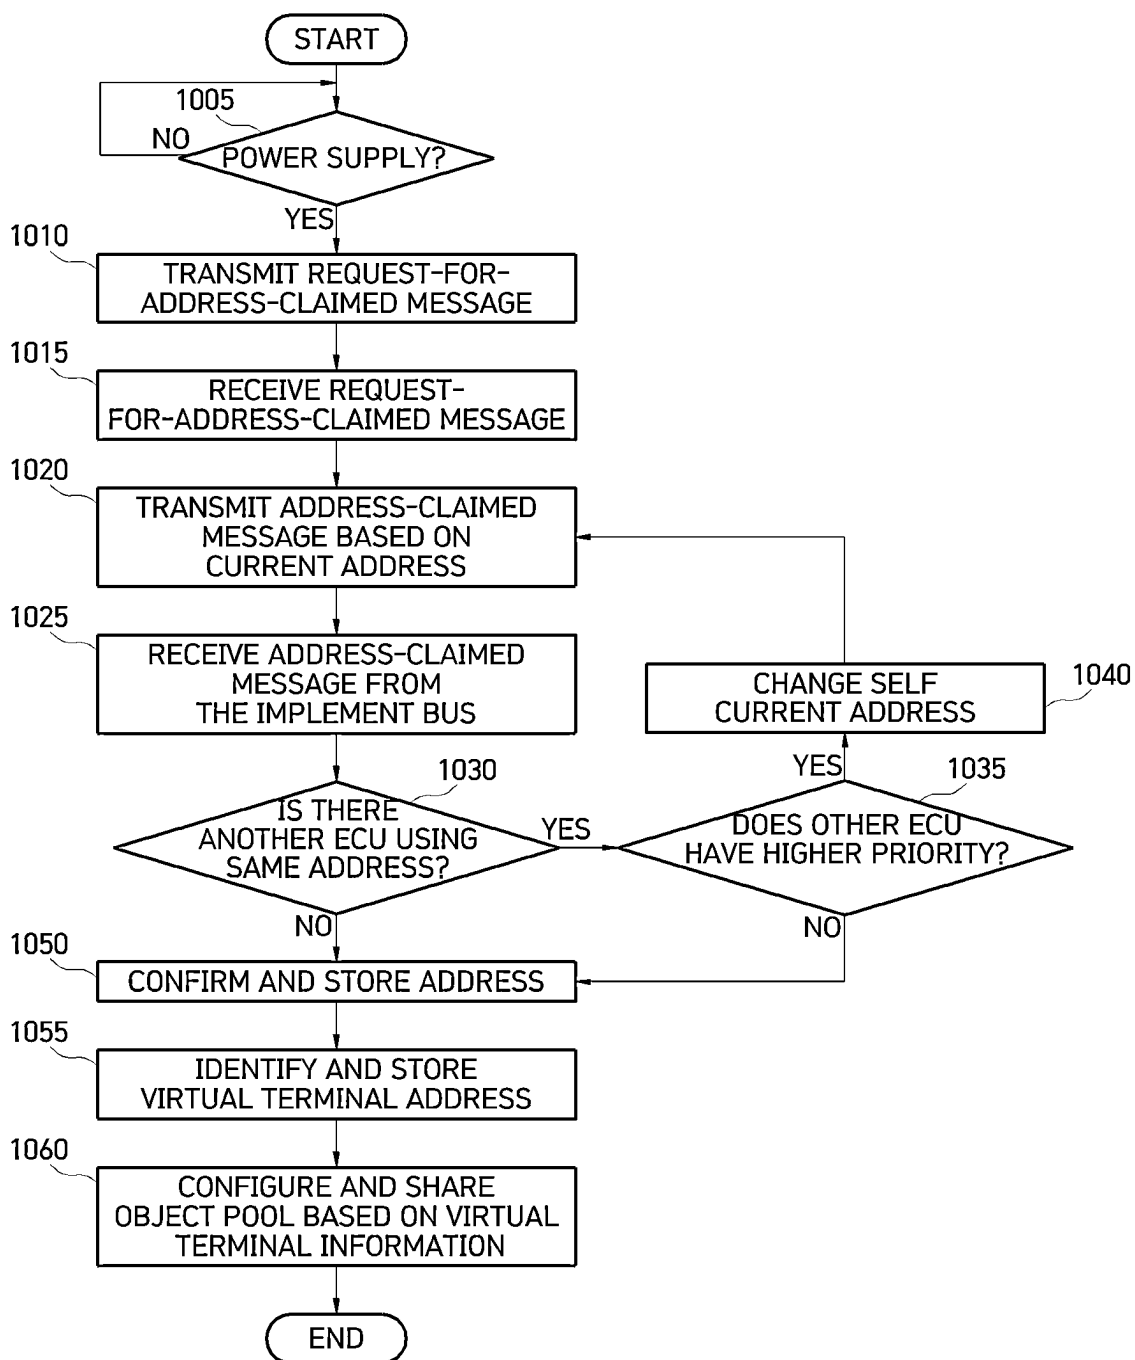 START
1005
NO
POWER SUPPLY?
YES
1010
TRANSMIT REQUEST-FOR-
ADDRESS-CLAIMED MESSAGE
1015
RECEIVE REQUEST-
FOR-ADDRESS-CLAIMED MESSAGE
1020
TRANSMIT ADDRESS-CLAIMED
MESSAGE BASED ON
CURRENT ADDRESS
1025
RECEIVE ADDRESS-CLAIMED
MESSAGE FROM
THE IMPLEMENT BUS
CHANGE SELF
CURRENT ADDRESS
1040
1030
IS THERE
ANOTHER ECU USING
SAME ADDRESS?
YES
NO
YES
1035
DOES OTHER ECU
HAVE HIGHER PRIORITY?
NO
1050
CONFIRM AND STORE ADDRESS
1055
IDENTIFY AND STORE
VIRTUAL TERMINAL ADDRESS
1060
CONFIGURE AND SHARE
OBJECT POOL BASED ON VIRTUAL
TERMINAL INFORMATION
END